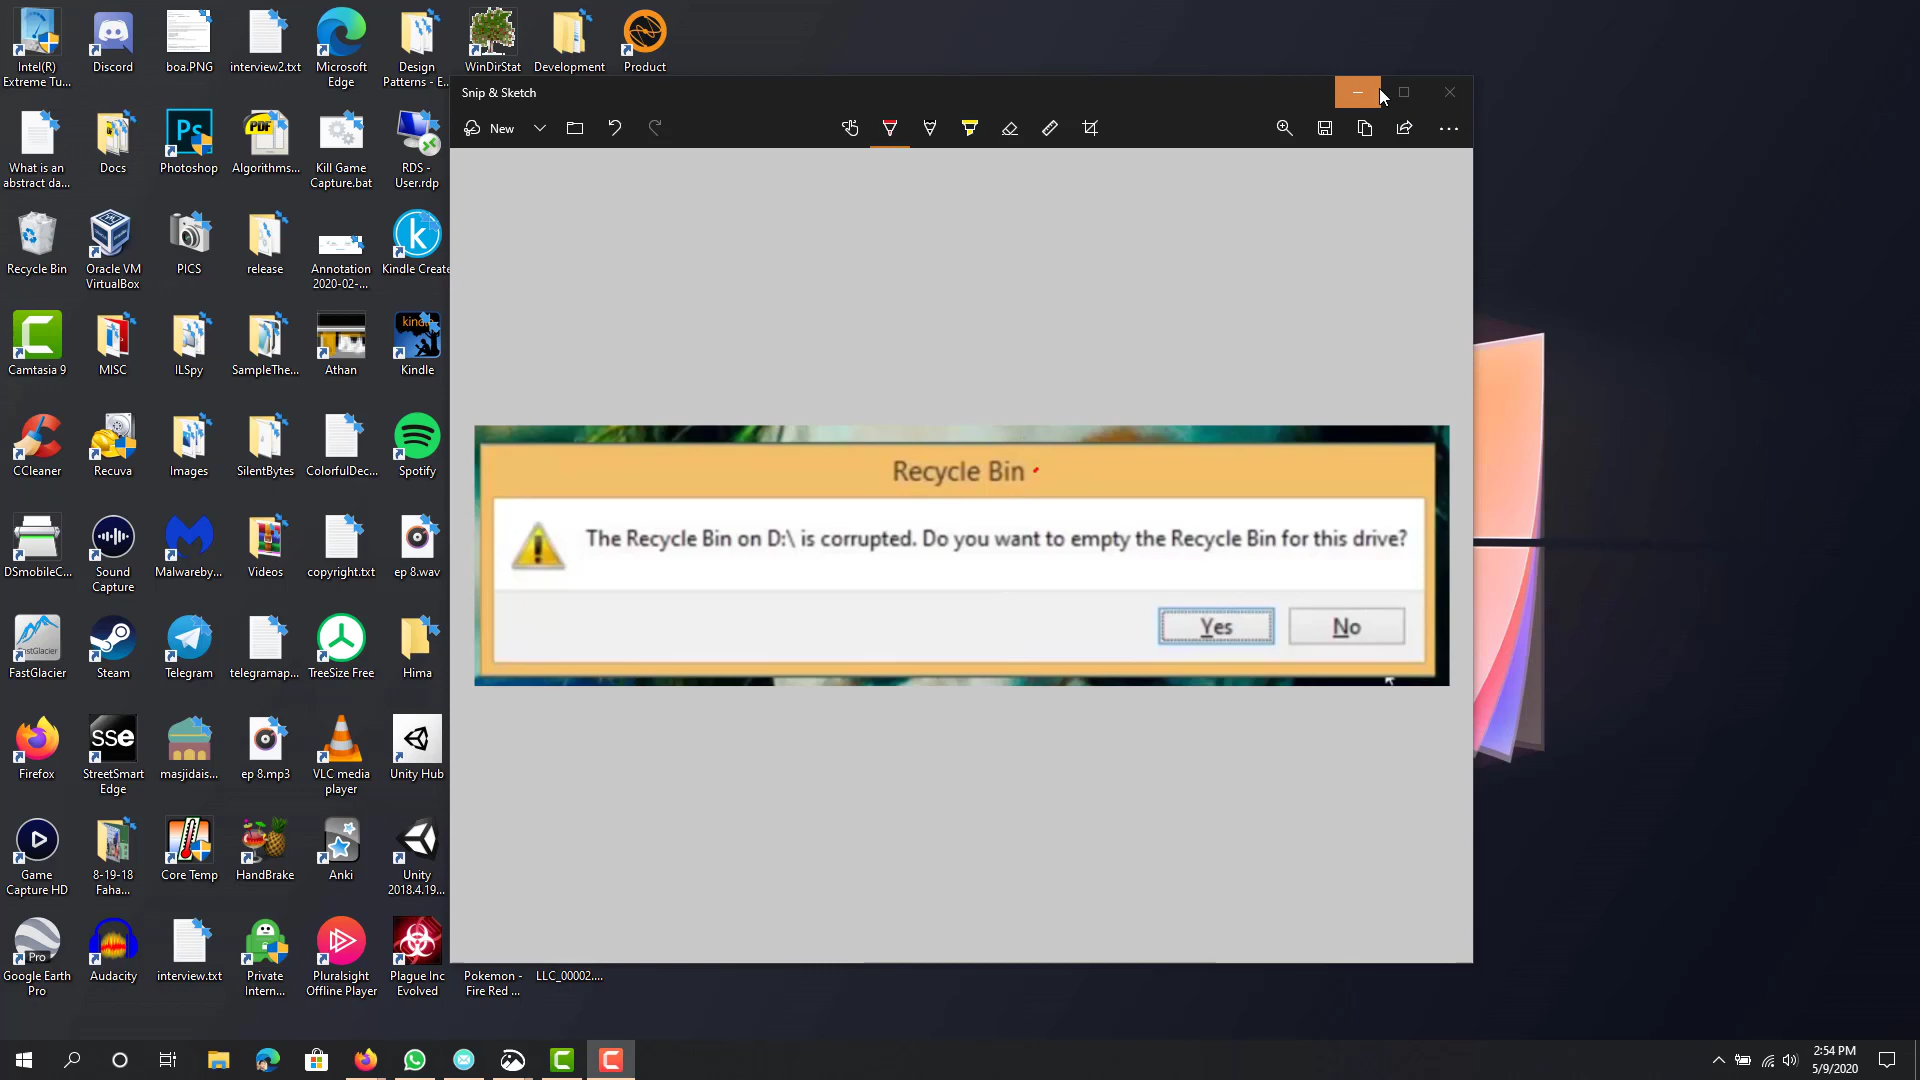 Intel(R)
Extreme Tu...
Discord
boa.PNG
interview2.txt
Microsoft
Edge
Design
Patterns - E...
WinDirStat
Development
Product
Snip & Sketch
New
What is an
abstract da...
Docs
Ps
Photoshop
PDF
Algorithms...
Kill Game
Capture.bat
RDS -
User.rdp
Recycle Bin
Oracle VM
VirtualBox
PICS
release
Annotation
2020-02-...
k
Kindle Create
Camtasia 9
MISC
ILSpy
SampleThe...
Athan
kindle
Kindle
CCleaner
Recuva
Images
SilentBytes
ColorfulDec...
Spotify
Recycle Bin
The Recycle Bin on D:\ is corrupted. Do you want to empty the Recycle Bin for this drive?
Yes
No
DSmobileC...
Sound
Capture
Malwareby...
Videos
copyright.txt
ep 8.wav
FastGlacier
FastGlacier
Steam
Telegram
telegramap...
TreeSize Free
Hima
Firefox
SSe
StreetSmart
Edge
masjidais...
ep 8.mp3
VLC media
player
Unity Hub
Game
Capture HD
8-19-18
Faha...
Core Temp
HandBrake
Anki
Unity
2018.4.19...
Pro
Google Earth
Pro
Audacity
interview.txt
Private
Intern...
Pluralsight
Offline Player
Plague Inc
Evolved
Pokemon -
Fire Red ...
LLC_00002....
2:54 PM
5/9/2020